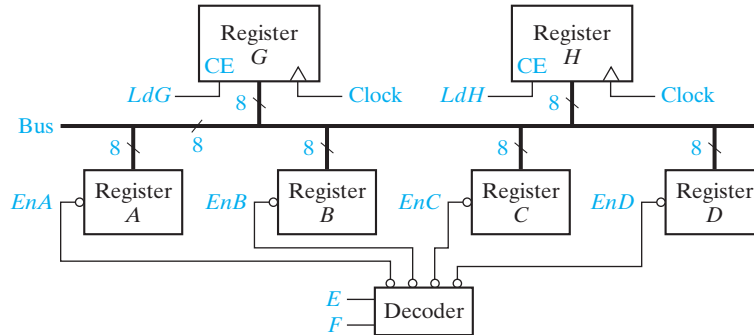 Register
G
CE
LdG
8
Clock
Register
H
CE
LdH
8
Clock
Bus
8
8
8
8
8
EnA
Register
A
EnB
Register
B
EnC
Register
C
EnD
Register
D
E
F
Decoder